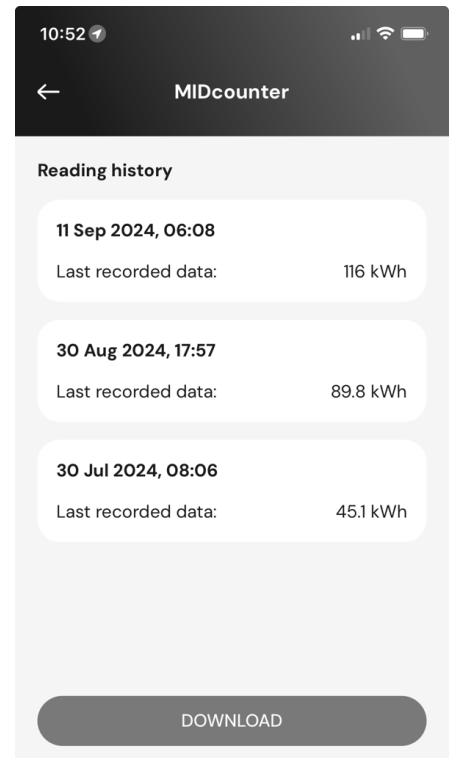 10:52
MIDcounter
Reading history
11 Sep 2024, 06:08
Last recorded data: 116 kWh
30 Aug 2024, 17:57
Last recorded data: 89.8 kWh
30 Jul 2024, 08:06
Last recorded data: 45.1 kWh
DOWNLOAD